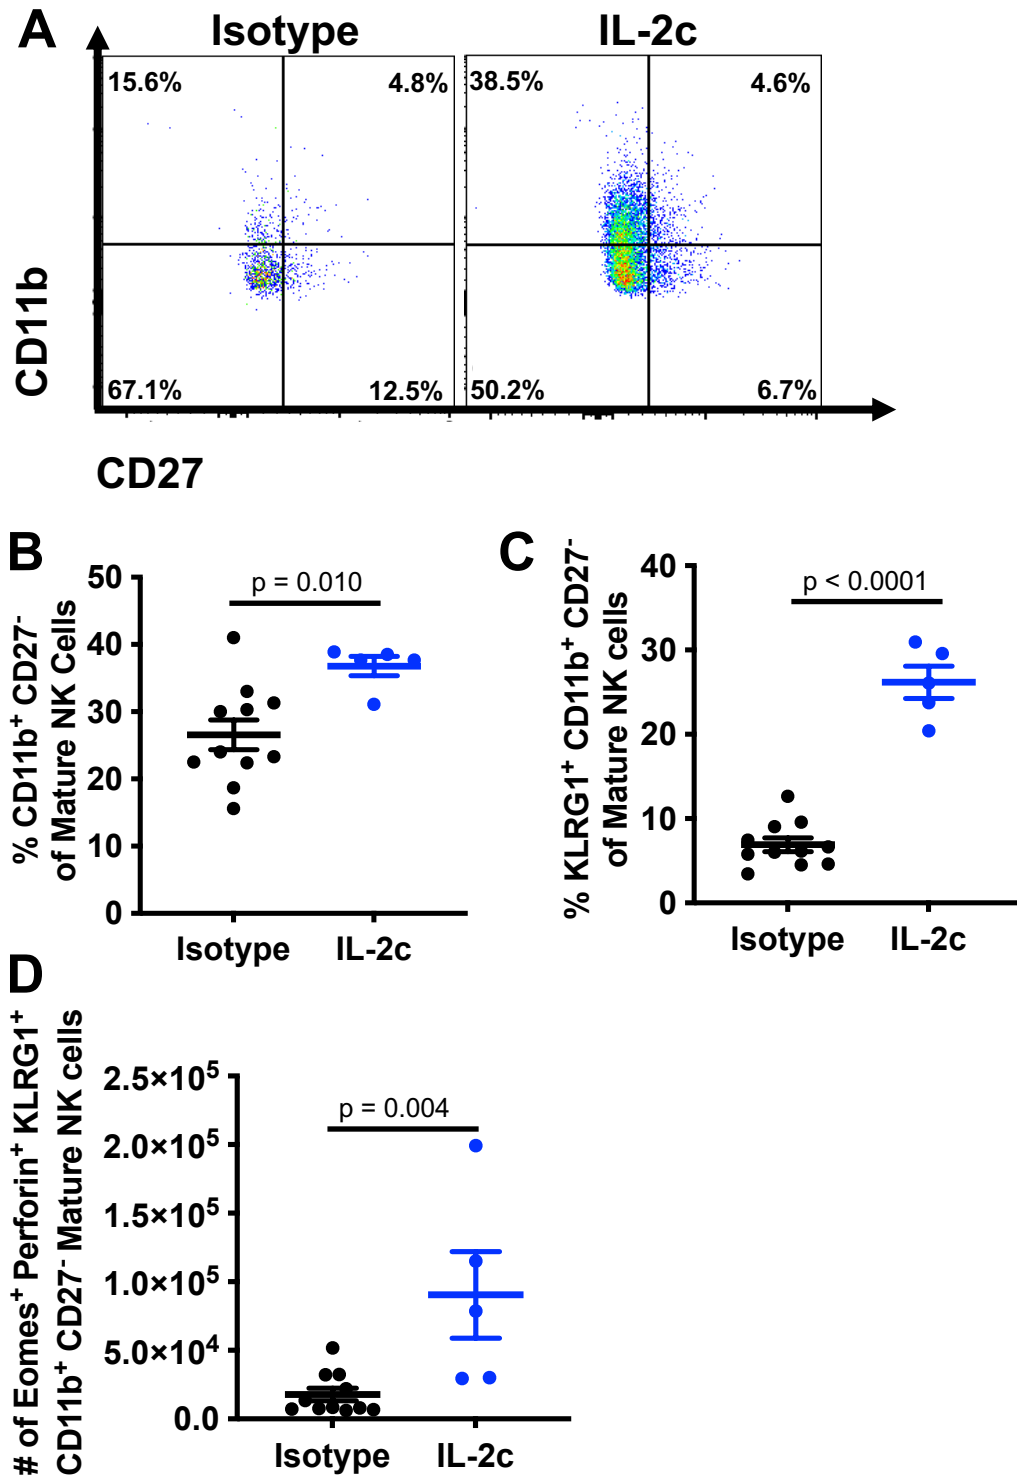 A
Isotype
IL-2c
15.6%
4.8%
38.5%
4.6%
67.1%
12.5%
50.2%
6.7%
CD11b
CD27
B
% CD11b⁺ CD27⁻
of Mature NK Cells
50
40
30
20
10
0
p = 0.010
Isotype
IL-2c
C
% KLRG1⁺ CD11b⁺ CD27⁻
of Mature NK cells
40
30
20
10
0
p < 0.0001
Isotype
IL-2c
D
# of Eomes⁺ Perforin⁺ KLRG1⁺
CD11b⁺ CD27⁻ Mature NK cells
2.5×10⁵
2.0×10⁵
1.5×10⁵
1.0×10⁵
5.0×10⁴
0.0
p = 0.004
Isotype
IL-2c